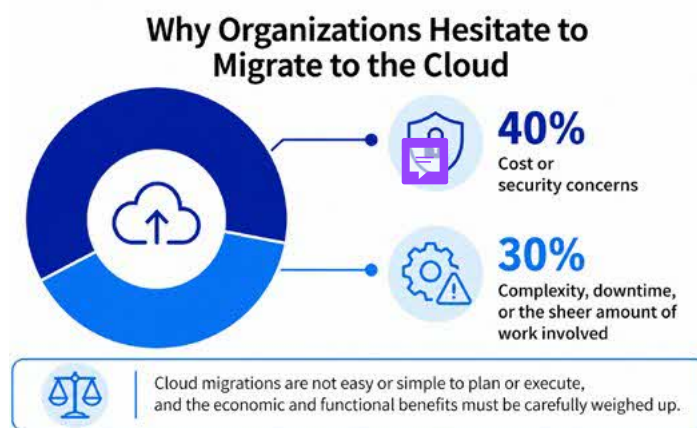 Why Organizations Hesitate to
Migrate to the Cloud
40%
Cost or
security concerns
30%
Complexity, downtime,
or the sheer amount of
work involved
Cloud migrations are not easy or simple to plan or execute,
and the economic and functional benefits must be carefully weighed up.